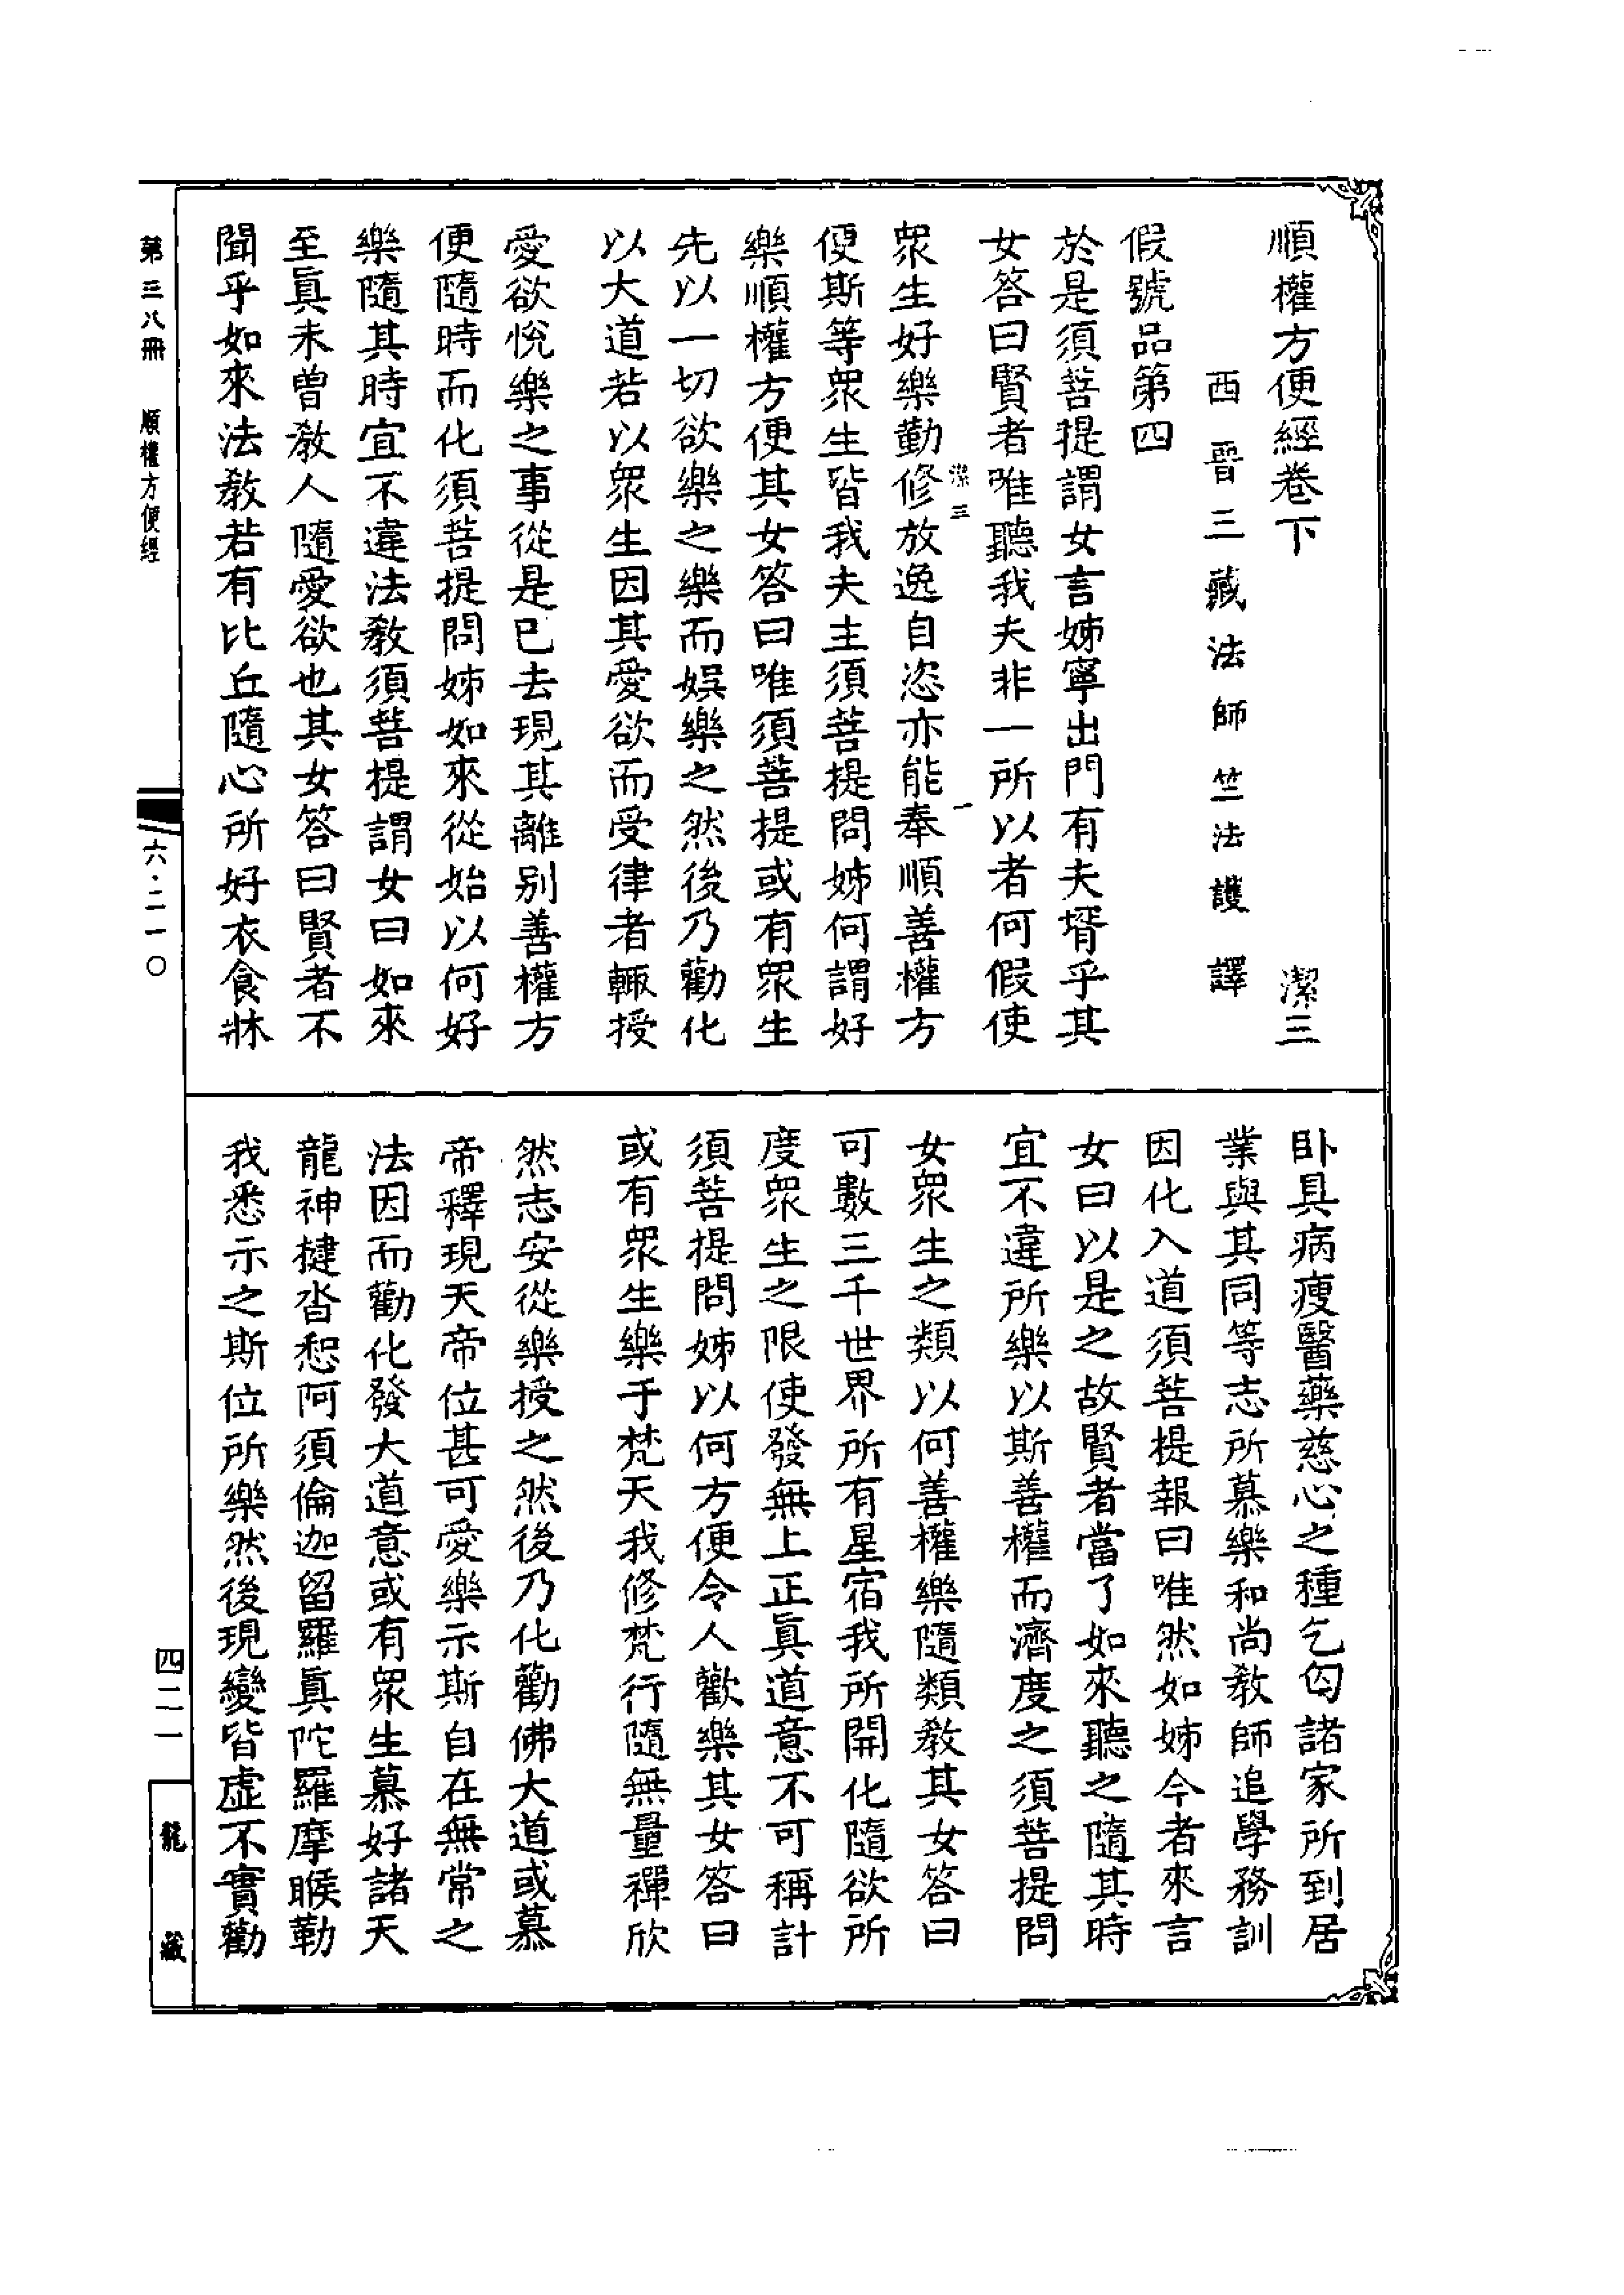 順權方便經卷下　潔三
西晉三藏法師竺法護譯
假號品第四
於是須菩提謂女言姊寧出門有夫壻乎其
女答曰賢者唯聽我夫非一所以者何假使
潔三　一
眾生好樂勤修放逸自恣亦能奉順善權方
便斯等眾生皆我夫主須菩提問姊何謂好
樂順權方便其女答曰唯須菩提或有眾生
先以一切欲樂之樂而娛樂之然後乃勸化
以大道若以眾生因其愛欲而受律者輒授
愛欲悅樂之事從是已去現其離別善權方
便隨時而化須菩提問姊如來從始以何好
樂隨其時宜不違法教須菩提謂女曰如來
至真未曾教人隨愛欲也其女答曰賢者不
聞乎如來法教若有比丘隨心所好衣食牀
臥具病瘦醫藥慈心之種乞匃諸家所到居
業與其同等志所慕樂和尚教師追學務訓
因化入道須菩提報曰唯然如姊今者來言
女曰以是之故賢者當了如來聽之隨其時
宜不違所樂以斯善權而濟度之須菩提問
女眾生之類以何善權樂隨類教其女答曰
可數三千世界所有星宿我所開化隨欲所
度眾生之限使發無上正真道意不可稱計
須菩提問姊以何方便令人歡樂其女答曰
或有眾生樂于梵天我修梵行隨無量禪欣
然志安從樂授之然後乃化勸佛大道或慕
帝釋現天帝位甚可愛樂示斯自在無常之
法因而勸化發大道意或有眾生慕好諸天
龍神揵沓惒阿須倫迦留羅真陀羅摩睺勒
我悉示之斯位所樂然後現變皆虛不實勸
第三八冊　順權方便經
六·二一〇
四二一
龍藏